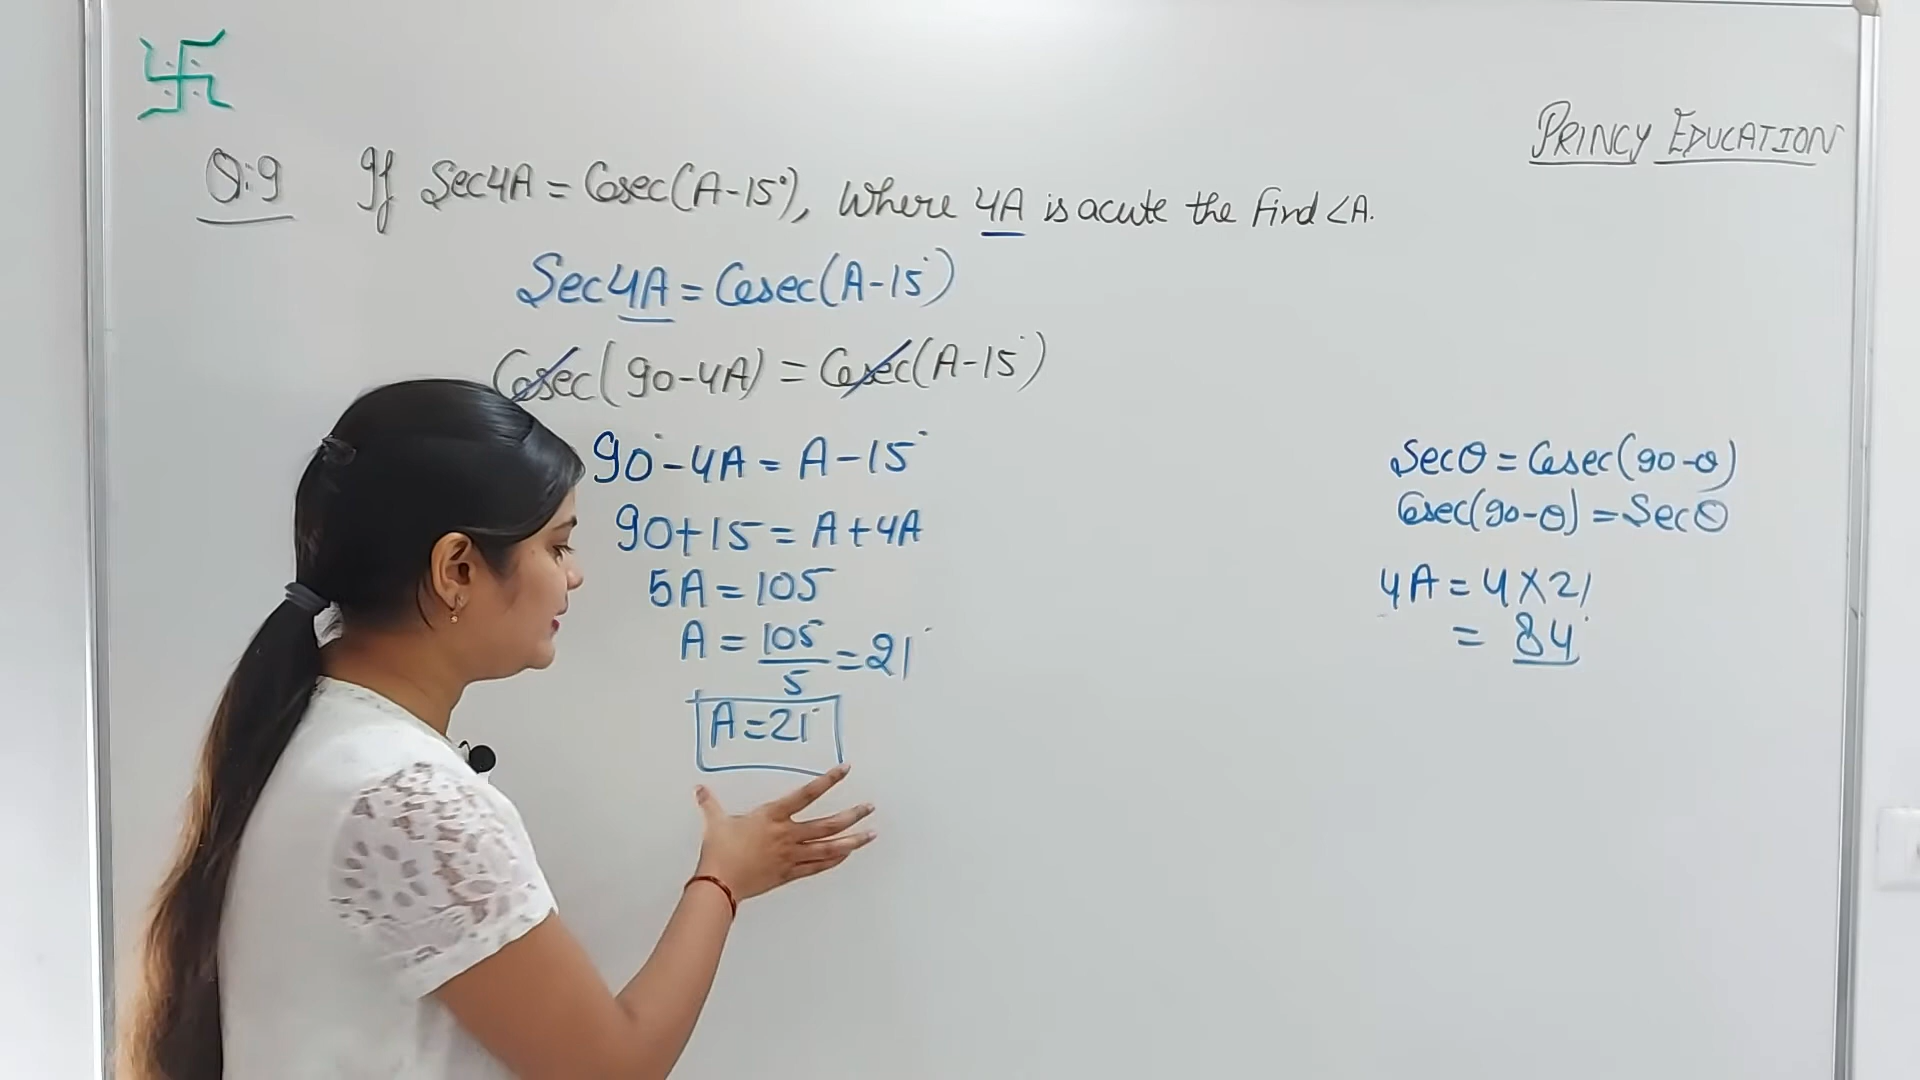 PRINCY EDUCATION
Q:9 If Sec4A = Cosec(A-15°), Where 4A is acute the find ∠A.
Sec4A = Cosec(A-15°)
Cosec(90-4A) = Cosec(A-15°)
90°-4A = A-15°
90+15 = A+4A
5A = 105
A = 105/5 = 21°
A=21°
Secθ = Cosec(90-θ)
Cosec(90-θ) = Secθ
4A = 4×21
= 84°